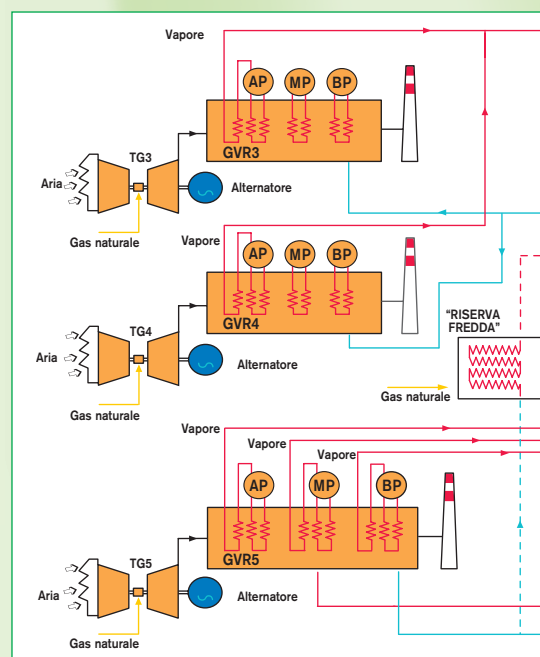 Vapore
AP MP BP
GVR3
TG3
Aria
Alternatore
Gas naturale
Vapore
AP MP BP
GVR4
TG4
Aria
Alternatore
Gas naturale
"RISERVA
FREDDA"
Gas naturale
Vapore
Vapore
Vapore
AP MP BP
GVR5
TG5
Aria
Alternatore
Gas naturale